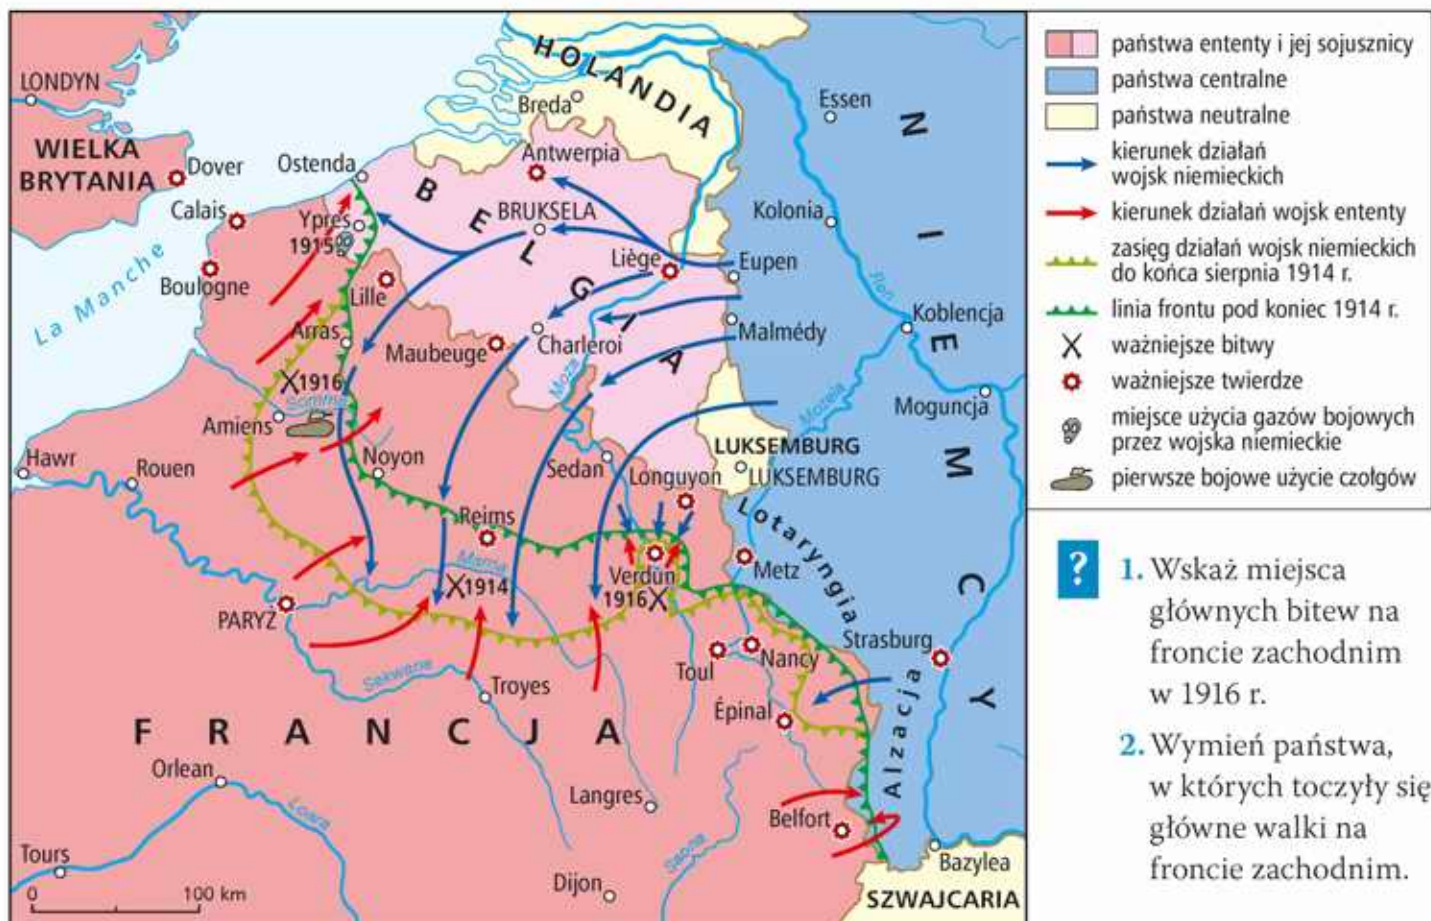 HOLANDIA
LONDYN
Breda
Essen
WIELKA
BRYTANIA
Dover
Ostenda
Antwerpia
Calais
Ypres
1915
BELGIA
BRUKSELA
Kolonia
NIEMCY
La Manche
Boulogne
Lille
Liège
Eupen
Ren
Arras
Maubeuge
Charleroi
Malmédy
Koblencja
Moza
1916
Somma
Amiens
Mozela
Moguncja
Hawr
Rouen
Noyon
Sedan
LUKSEMBURG
LUKSEMBURG
Longuyon
Reims
Lotaryngia
Marna
1914
Verdun
1916
Metz
PARYŻ
Sekwana
Troyes
Toul
Nancy
Strasburg
Épinal
Alzacja
FRANCJA
Orlean
Loara
Langres
Saona
Belfort
Tours
Dijon
Bazylea
SZWAJCARIA
0 100 km
państwa ententy i jej sojusznicy
państwa centralne
państwa neutralne
kierunek działań
wojsk niemieckich
kierunek działań wojsk ententy
zasięg działań wojsk niemieckich
do końca sierpnia 1914 r.
linia frontu pod koniec 1914 r.
ważniejsze bitwy
ważniejsze twierdze
miejsce użycia gazów bojowych
przez wojska niemieckie
pierwsze bojowe użycie czołgów
?
1. Wskaż miejsca
głównych bitew na
froncie zachodnim
w 1916 r.
2. Wymień państwa,
w których toczyły się
główne walki na
froncie zachodnim.